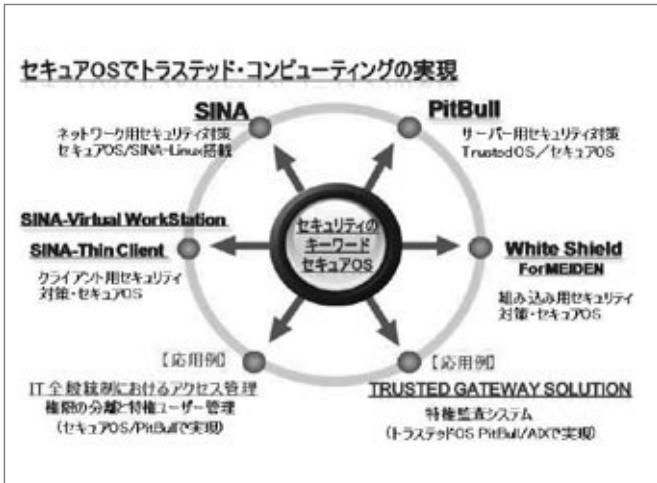 セキュアOSでトラステッド・コンピューティングの実現
SINA
ネットワーク用セキュリティ対策
セキュアOS/SINA-Linux搭載
PitBull
サーバー用セキュリティ対策
TrustedOS/セキュアOS
SINA-Virtual WorkStation
SINA-Thin Client
クライアント用セキュリティ
対策・セキュアOS
セキュリティの
キーワード
セキュアOS
White Shield
For MEIDEN
組み込み用セキュリティ
対策・セキュアOS
【応用例】
IT全般統制におけるアクセス管理
権限の分離と特権ユーザー管理
(セキュアOS/PitBullで実現)
【応用例】
TRUSTED GATEWAY SOLUTION
特権監査システム
(トラステッドOS PitBull/AIXで実現)